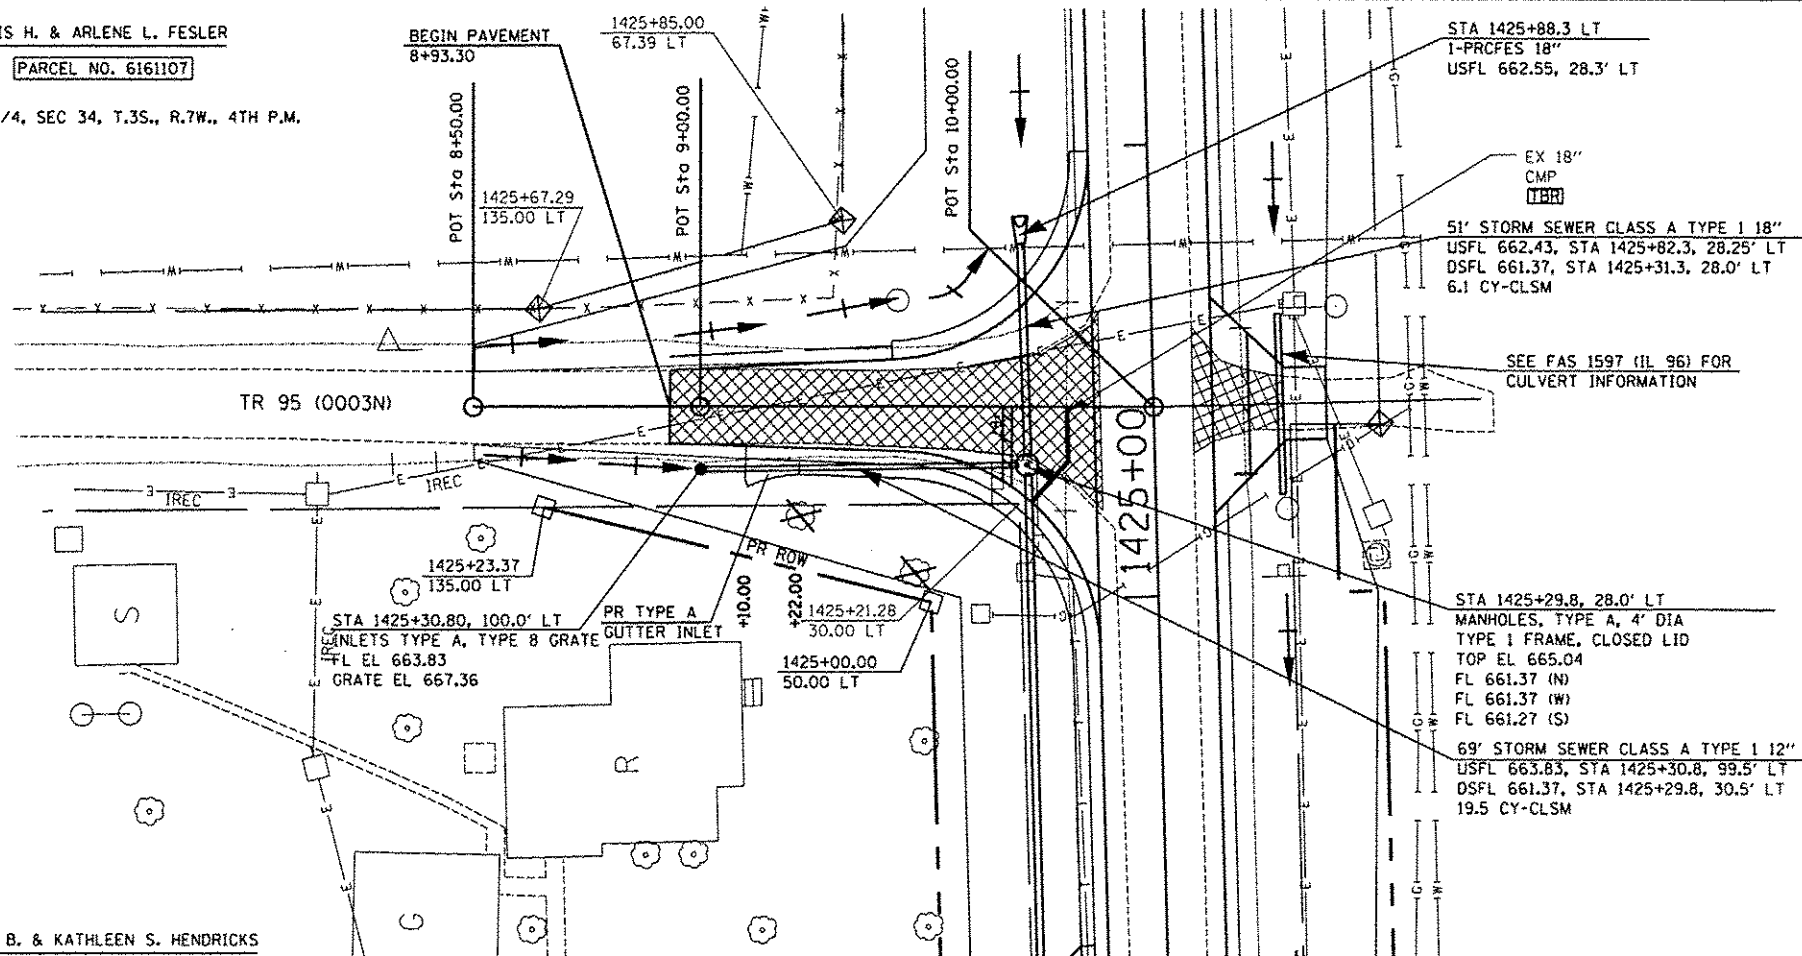 IS H. & ARLENE L. FESLER
PARCEL NO. 6161107
/4, SEC 34, T.3S., R.7W., 4TH P.M.
BEGIN PAVEMENT
8+93.30
1425+85.00
67.39 LT
POT Sta 8+50.00
POT Sta 9+00.00
POT Sta 10+00.00
1425+67.29
135.00 LT
STA 1425+88.3 LT
1-PRCFES 18"
USFL 662.55, 28.3' LT
EX 18"
CMP
TBR
51' STORM SEWER CLASS A TYPE 1 18"
USFL 662.43, STA 1425+82.3, 28.25' LT
DSFL 661.37, STA 1425+31.3, 28.0' LT
6.1 CY-CLSM
SEE FAS 1597 (IL 96) FOR
CULVERT INFORMATION
TR 95 (0003N)
1425+00
IREC
IREC
IREC
PR ROW
+10.00
+22.00
1425+23.37
135.00 LT
STA 1425+30.80, 100.0' LT
INLETS TYPE A, TYPE 8 GRATE
FL EL 663.83
GRATE EL 667.36
PR TYPE A
GUTTER INLET
1425+21.28
30.00 LT
1425+00.00
50.00 LT
STA 1425+29.8, 28.0' LT
MANHOLES, TYPE A, 4' DIA
TYPE 1 FRAME, CLOSED LID
TOP EL 665.04
FL 661.37 (N)
FL 661.37 (W)
FL 661.27 (S)
69' STORM SEWER CLASS A TYPE 1 12"
USFL 663.83, STA 1425+30.8, 99.5' LT
DSFL 661.37, STA 1425+29.8, 30.5' LT
19.5 CY-CLSM
S
R
G
B. & KATHLEEN S. HENDRICKS